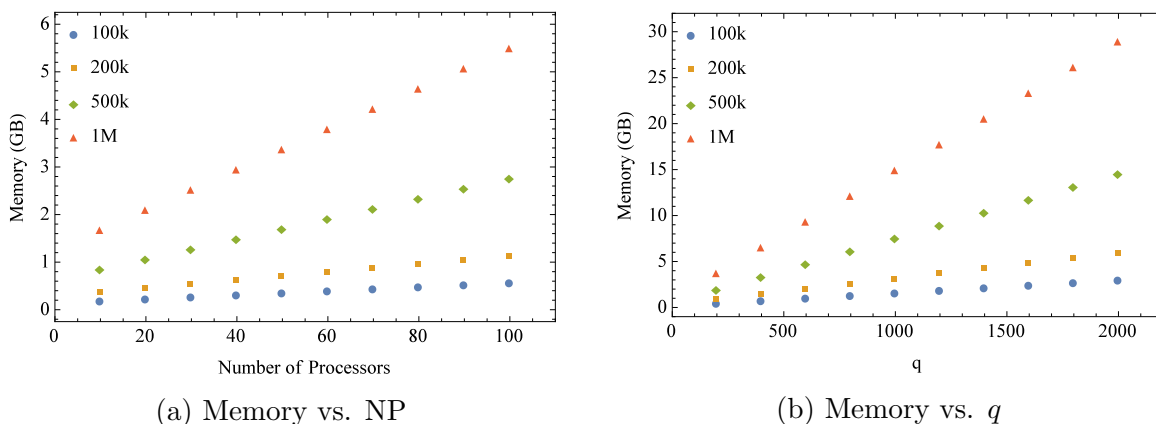 6
5
4
3
2
1
0
Memory (GB)
100k
200k
500k
1M
0 20 40 60 80 100
Number of Processors
(a) Memory vs. NP
30
25
20
15
10
5
0
Memory (GB)
100k
200k
500k
1M
0 500 1000 1500 2000
q
(b) Memory vs. q